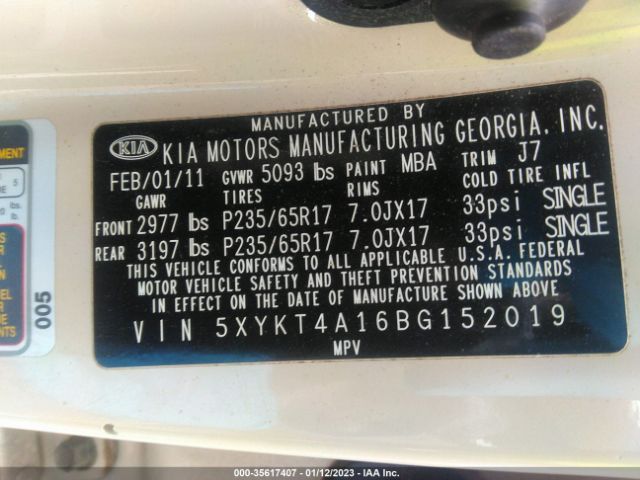 MANUFACTURED BY
KIA KIA MOTORS MANUFACTURING GEORGIA, INC.
FEB/01/11 GVWR 5093 lbs PAINT MBA TRIM J7
GAWR TIRES RIMS COLD TIRE INFL
FRONT 2977 lbs P235/65R17 7.0JX17 33psi SINGLE
REAR 3197 lbs P235/65R17 7.0JX17 33psi SINGLE
THIS VEHICLE CONFORMS TO ALL APPLICABLE U.S.A. FEDERAL
MOTOR VEHICLE SAFETY AND THEFT PREVENTION STANDARDS
IN EFFECT ON THE DATE OF MANUFACTURE SHOWN ABOVE
VIN 5XYKT4A16BG152019
MPV
005
000-35617407 - 01/12/2023 - IAA Inc.